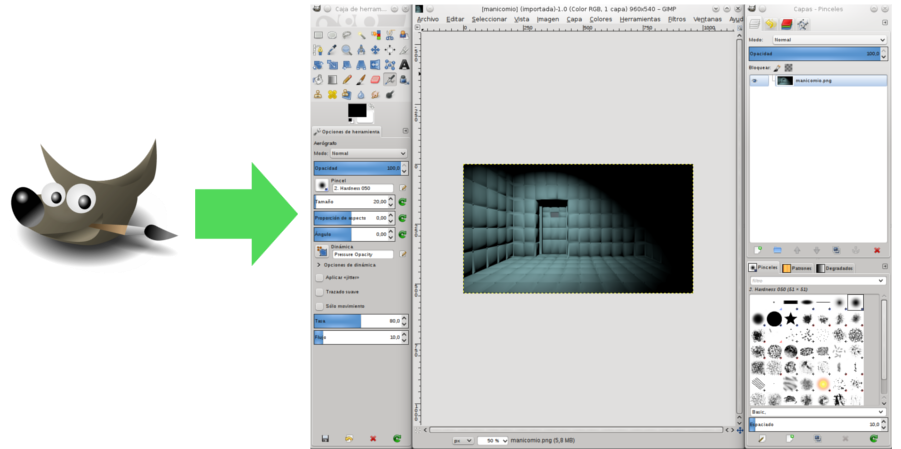 Caja de herram...
Opciones de herramienta
Aerógrafo
Modo: Normal
Opacidad 100,0
Pincel
2. Hardness 050
Tamaño 20,00
Proporción de aspecto 0,00
Ángulo 0,00
Dinámica
Pressure Opacity
Opciones de dinámica
Aplicar «Jitter»
Trazado suave
Sólo movimiento
Tasa 80,0
Flujo 10,0
[manicomio] (importada)-1.0 (Color RGB, 1 capa) 960x540 – GIMP
Archivo Editar Seleccionar Vista Imagen Capa Colores Herramientas Filtros Ventanas Ayud
px 50 % manicomio.png (5,8 MB)
Capas - Pinceles
Modo: Normal
Opacidad 100,0
Bloquear:
manicomio.png
Pinceles Patrones Degradados
filtro
2. Hardness 050 (51 × 51)
Basic,
Espaciado 10,0